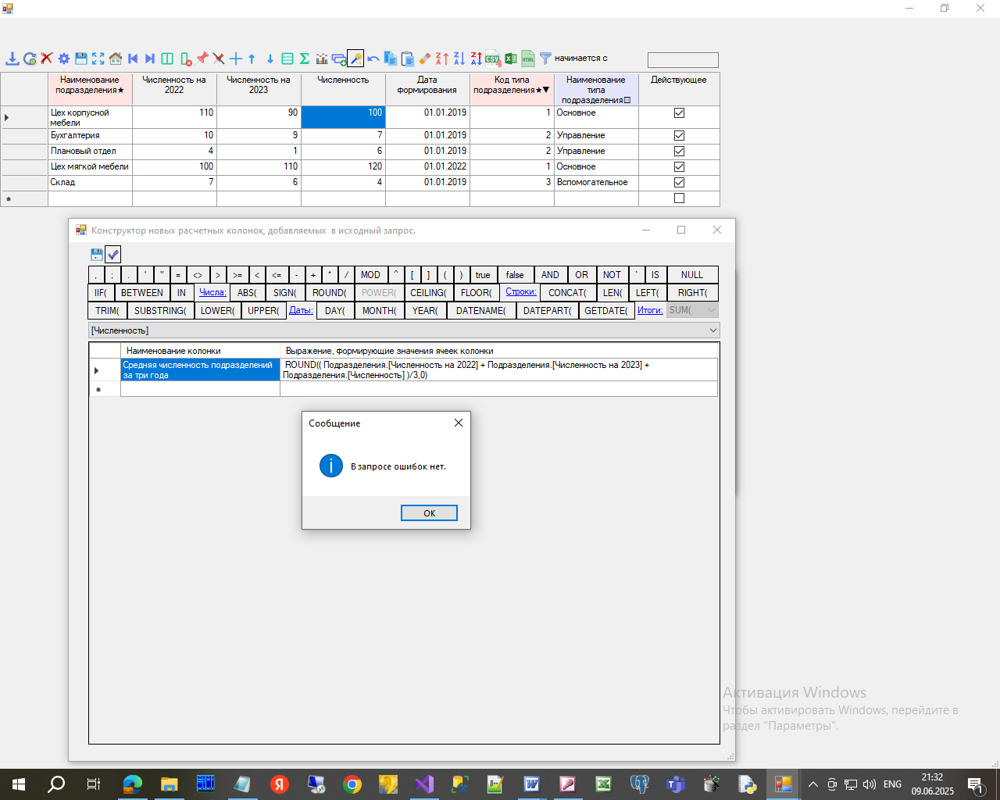 начинается с
Наименование подразделения★ Численность на 2022 Численность на 2023 Численность Дата формирования Код типа подразделения★▼ Наименование типа подразделения⚄ Действующее
Цех корпусной мебели 110 90 100 01.01.2019 1 Основное
Бухгалтерия 10 9 7 01.01.2019 2 Управление
Плановый отдел 4 1 6 01.01.2019 2 Управление
Цех мягкой мебели 100 110 120 01.01.2022 1 Основное
Склад 7 6 4 01.01.2019 3 Вспомогательное
Конструктор новых расчетных колонок, добавляемых в исходный запрос.
, ; . ' " = <> > >= < <= - + * / MOD ^ [ ] ( ) true false AND OR NOT ` IS NULL
IIF( BETWEEN IN Числа: ABS( SIGN( ROUND( POWER( CEILING( FLOOR( Строки: CONCAT( LEN( LEFT( RIGHT(
TRIM( SUBSTRING( LOWER( UPPER( Даты: DAY( MONTH( YEAR( DATENAME( DATEPART( GETDATE( Итоги: SUM(
[Численность]
Наименование колонки Выражение, формирующие значения ячеек колонки
Средняя численность подразделений ROUND(( Подразделения.[Численность на 2022] + Подразделения.[Численность на 2023] +
за три года Подразделения.[Численность] )/3,0)
Сообщение
В запросе ошибок нет.
OK
Активация Windows
Чтобы активировать Windows, перейдите в
раздел "Параметры".
ENG
21:32
09.06.2025
1